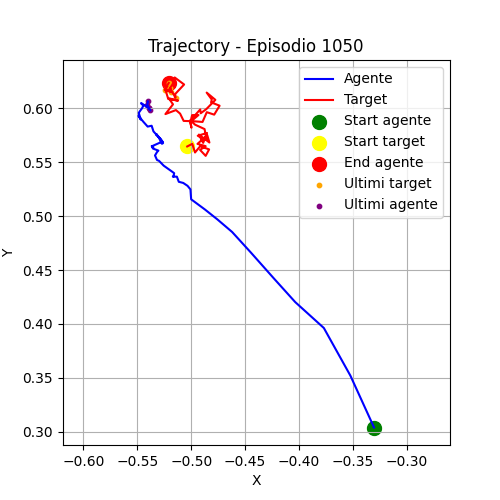 Trajectory - Episodio 1050
Agente
Target
Start agente
Start target
End agente
Ultimi target
Ultimi agente
Y
0.60
0.55
0.50
0.45
0.40
0.35
0.30
−0.60 −0.55 −0.50 −0.45 −0.40 −0.35 −0.30
X